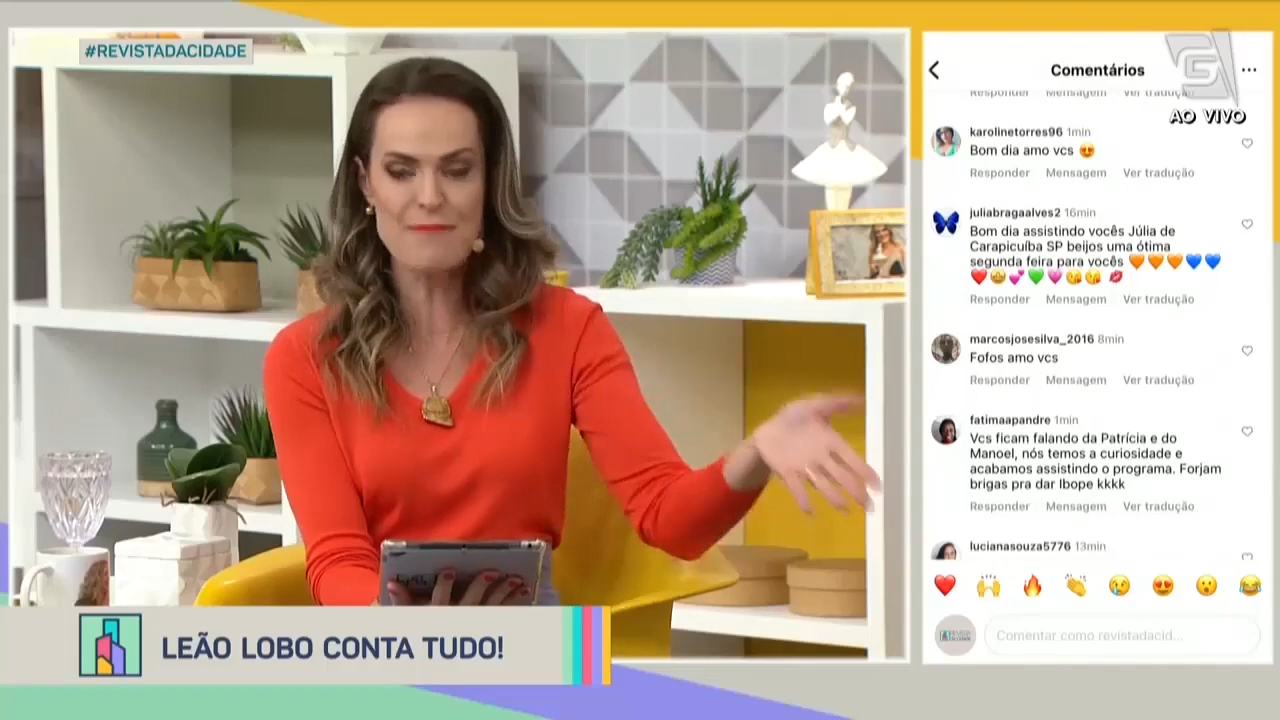 #REVISTADACIDADE
Comentários
AO VIVO
Responder Mensagem Ver tradução
karolinetorres96 1min
Bom dia amo vcs 😍
Responder Mensagem Ver tradução
juliabragaalves2 16min
Bom dia assistindo vocês Júlia de
Carapicuíba SP beijos uma ótima
segunda feira para vocês 🧡🧡🧡💙💙
❤️🤩💕💚💗😘😘💋
Responder Mensagem Ver tradução
marcosjosesilva_2016 8min
Fofos amo vcs
Responder Mensagem Ver tradução
fatimaapandre 1min
Vcs ficam falando da Patrícia e do
Manoel, nós temos a curiosidade e
acabamos assistindo o programa. Forjam
brigas pra dar Ibope kkkk
Responder Mensagem Ver tradução
lucianasouza5776 13min
❤️🙌🔥👏😢😍😮😂
Comentar como revistadacid...
LEÃO LOBO CONTA TUDO!